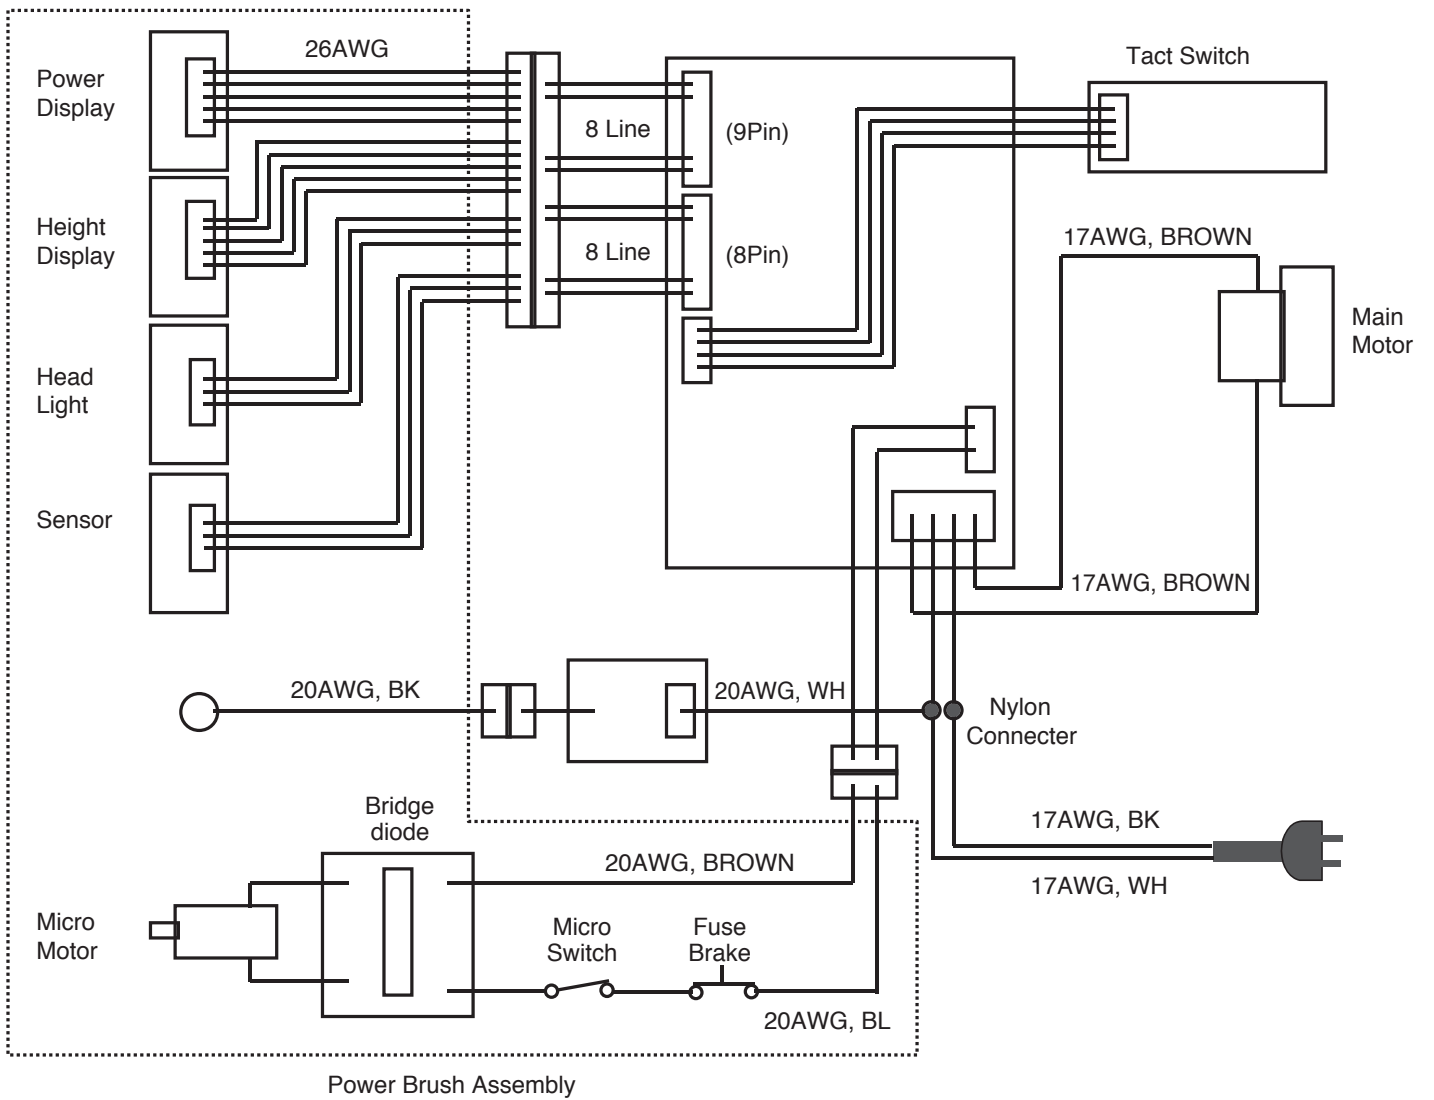 26AWG
Power
Display
Height
Display
Head
Light
Sensor
8 Line
(9Pin)
8 Line
(8Pin)
Tact Switch
17AWG, BROWN
Main
Motor
17AWG, BROWN
20AWG, BK
20AWG, WH
Nylon
Connecter
17AWG, BK
17AWG, WH
Bridge
diode
20AWG, BROWN
Micro
Motor
Micro
Switch
Fuse
Brake
20AWG, BL
Power Brush Assembly